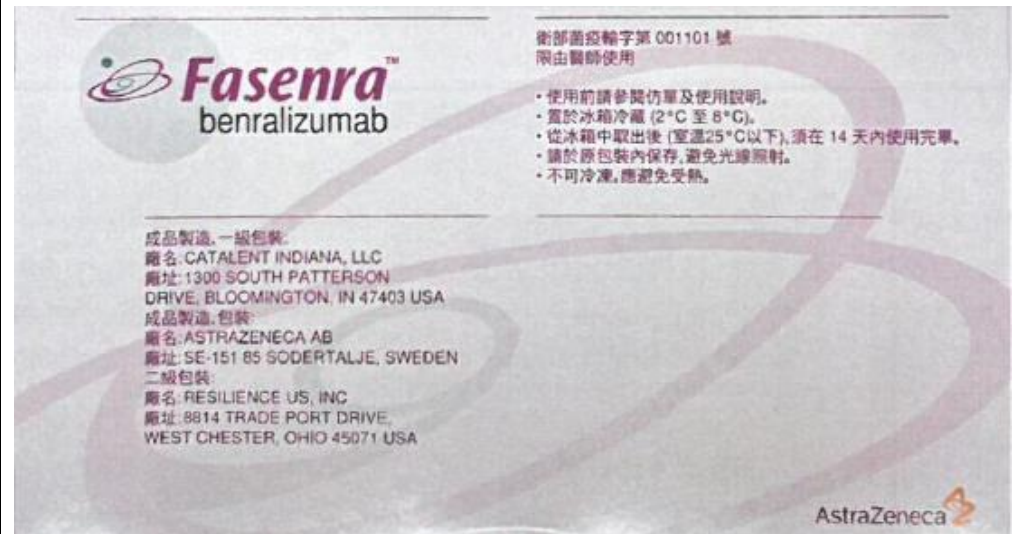 Fasenra™
benralizumab
衛部菌疫輸字第 001101 號
限由醫師使用
・使用前請參閱仿單及使用說明。
・置於冰箱冷藏 (2°C 至 8°C)。
・從冰箱中取出後 (室溫25°C以下),須在 14 天內使用完畢。
・請於原包裝內保存,避免光線照射。
・不可冷凍,應避免受熱。
成品製造,一級包裝:
廠名:CATALENT INDIANA, LLC
廠址:1300 SOUTH PATTERSON
DRIVE, BLOOMINGTON, IN 47403 USA
成品製造,包裝:
廠名:ASTRAZENECA AB
廠址:SE-151 85 SODERTALJE, SWEDEN
二級包裝:
廠名:RESILIENCE US, INC
廠址:8814 TRADE PORT DRIVE,
WEST CHESTER, OHIO 45071 USA
AstraZeneca